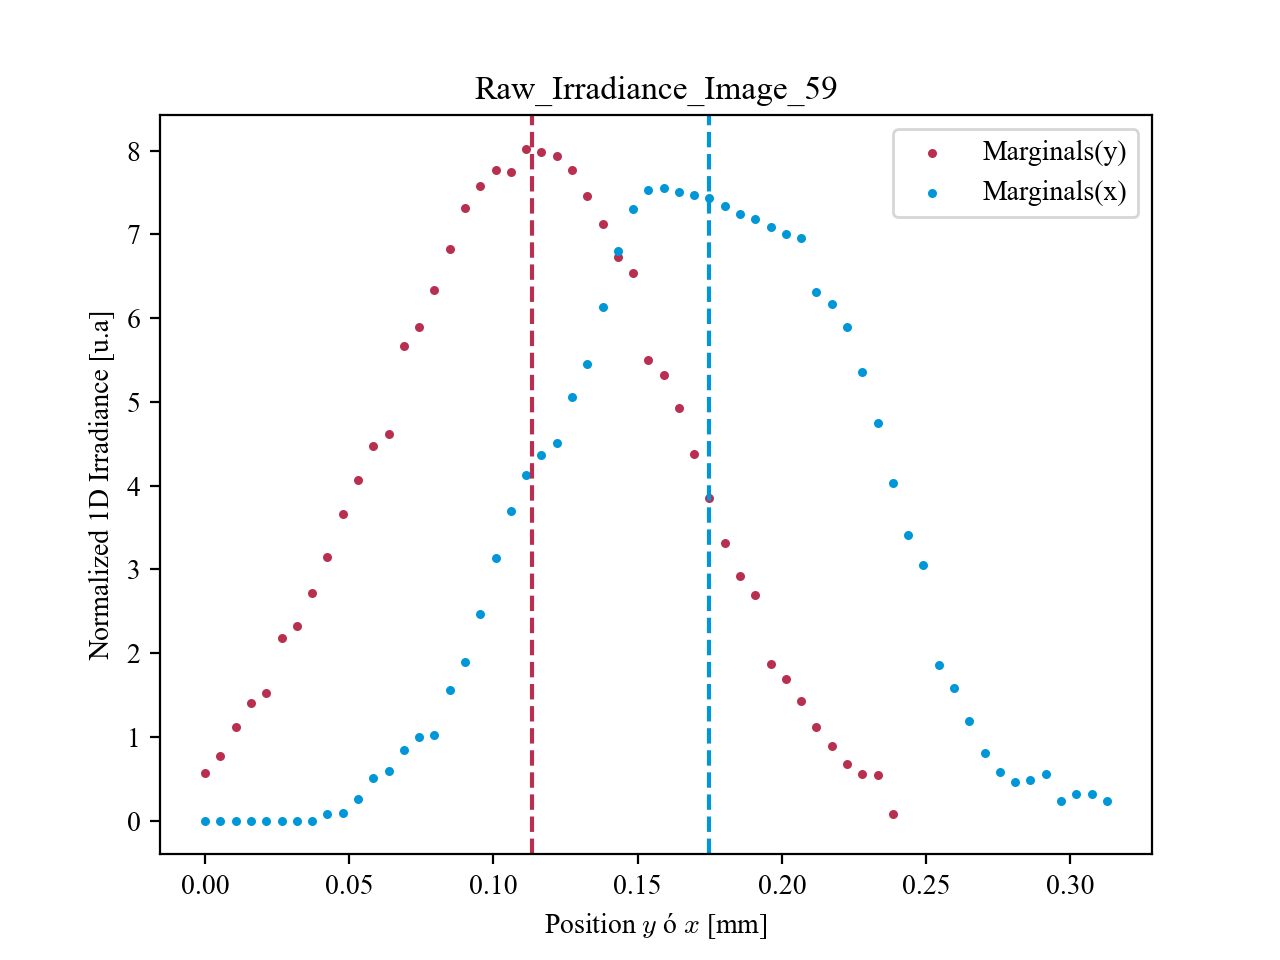 Raw_Irradiance_Image_59
Marginals(y)
Marginals(x)
Normalized 1D Irradiance [u.a]
8
7
6
5
4
3
2
1
0
0.00 0.05 0.10 0.15 0.20 0.25 0.30
Position y ó x [mm]